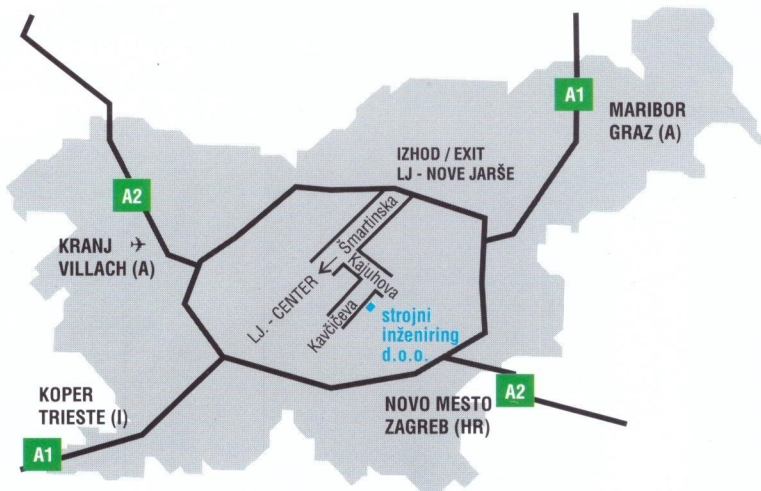 A1
MARIBOR
GRAZ (A)
IZHOD / EXIT
LJ - NOVE JARŠE
A2
KRANJ
VILLACH (A)
Šmartinska
LJ. - CENTER
Kajuhova
Kavčičeva
strojni
inženiring
d.o.o.
KOPER
TRIESTE (I)
A1
NOVO MESTO
ZAGREB (HR)
A2